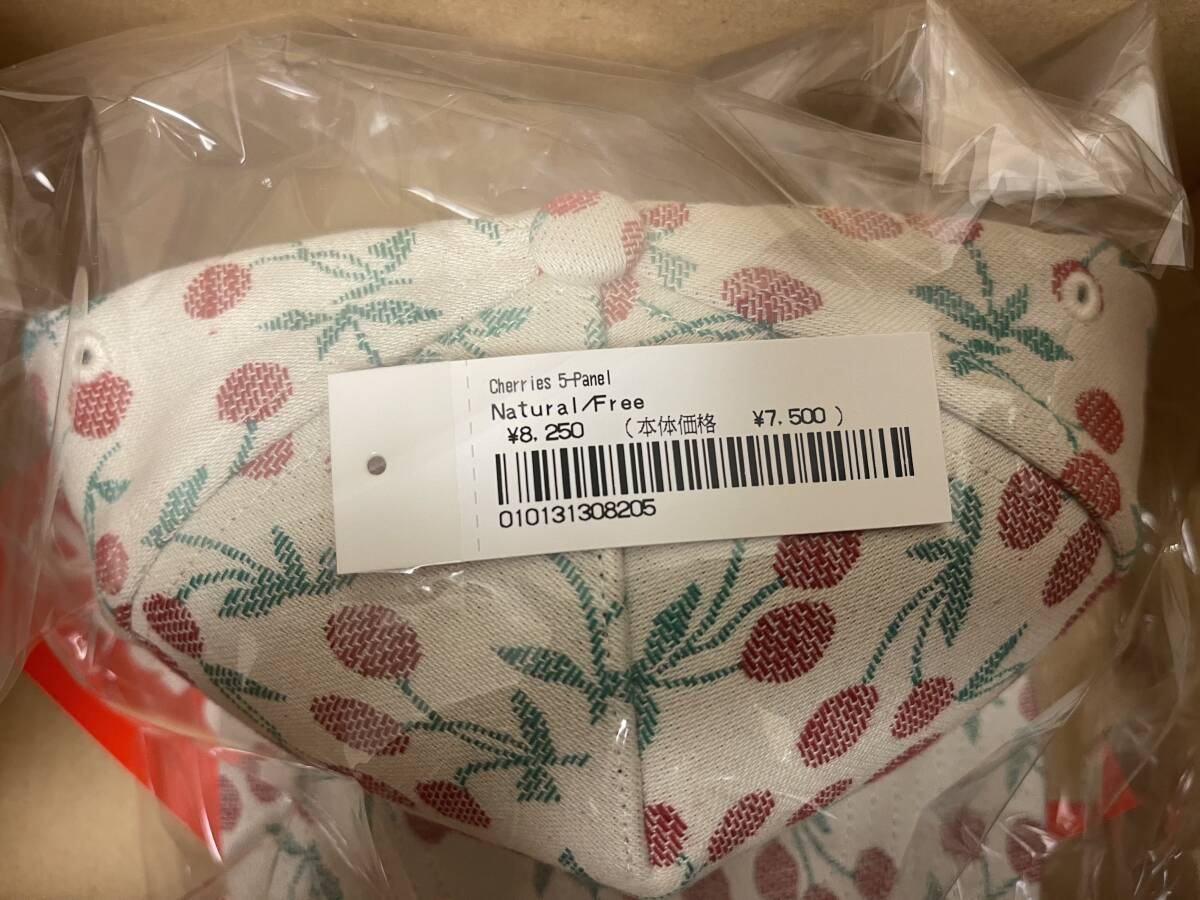 Cherries 5-Panel
Natural/Free
¥8,250 (本体価格 ¥7,500)
010131308205